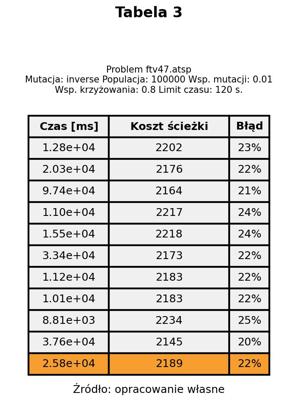 Tabela 3
Problem ftv47.atsp
Mutacja: inverse Populacja: 100000 Wsp. mutacji: 0.01
Wsp. krzyżowania: 0.8 Limit czasu: 120 s.
Czas [ms] Koszt ścieżki Błąd
1.28e+04 2202 23%
2.03e+04 2176 22%
9.74e+04 2164 21%
1.10e+04 2217 24%
1.55e+04 2218 24%
3.34e+04 2173 22%
1.12e+04 2183 22%
1.01e+04 2183 22%
8.81e+03 2234 25%
3.76e+04 2145 20%
2.58e+04 2189 22%
Źródło: opracowanie własne